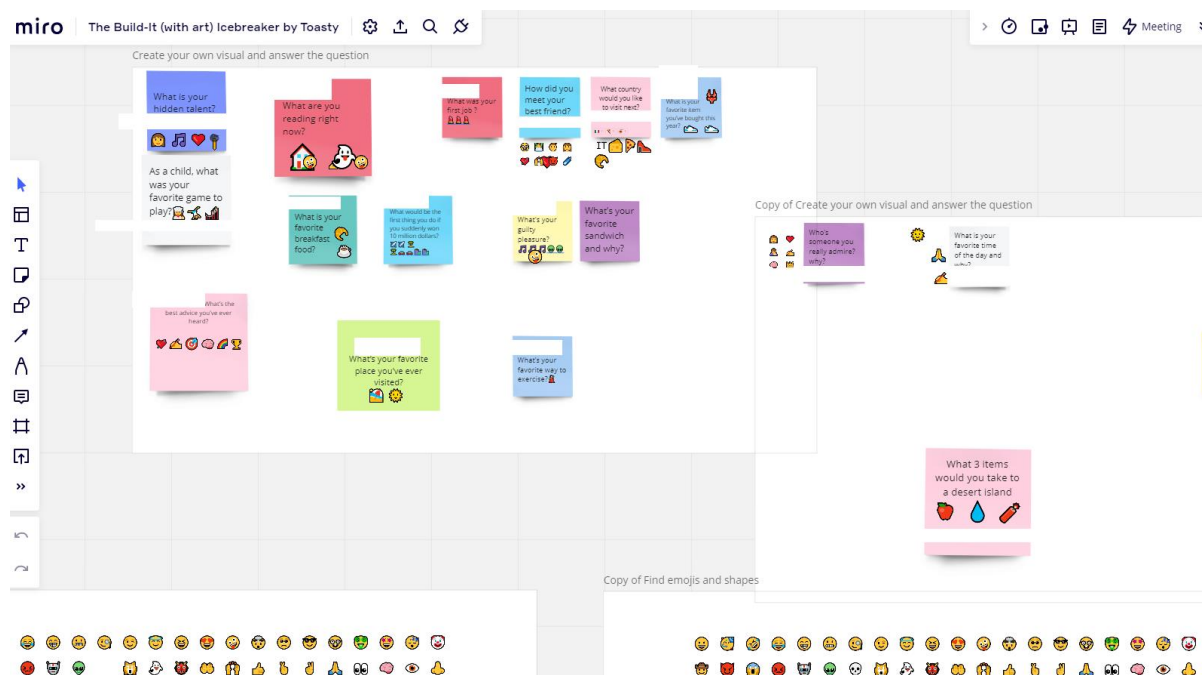 miro
The Build-It (with art) Icebreaker by Toasty
Meeting
Create your own visual and answer the question
What is your
hidden talent?
What are you
reading right
now?
What was your
first job ?
How did you
meet your
best friend?
What country
would you like
to visit next?
What is your
favorite item
you've bought this
year?
IT
As a child, what
was your
favorite game to
play?
What is your
favorite
breakfast
food?
What would be the
first thing you do if
you suddenly won
10 million dollars?
What's your
guilty
pleasure?
What's your
favorite
sandwich
and why?
What's the
best advice you've ever
heard?
What's your favorite
place you've ever
visited?
What's your
favorite way to
exercise?
Copy of Create your own visual and answer the question
Who's
someone you
really admire?
why?
What is your
favorite time
of the day and
why?
What 3 items
would you take to
a desert island
Copy of Find emojis and shapes